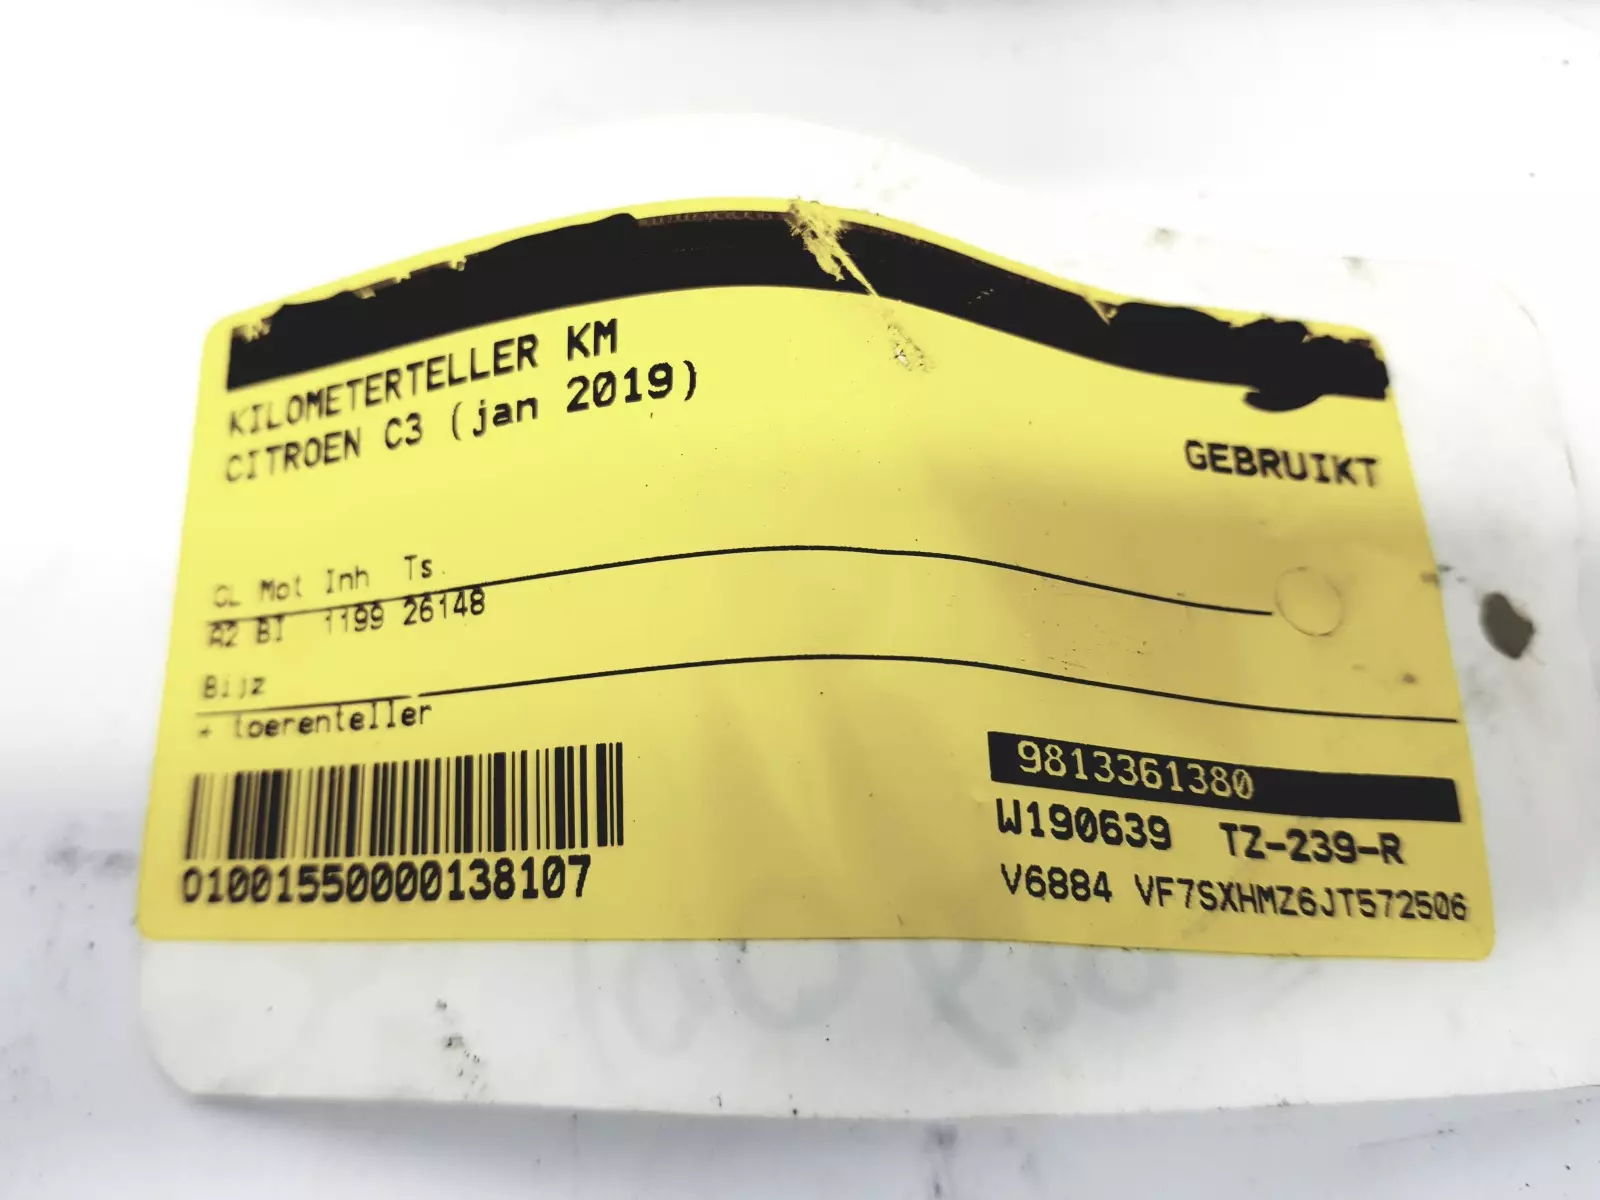 KILOMETERTELLER KM
CITROEN C3 (jan 2019)
GEBRUIKT
CL Mot Inh Ts.
A2 BI 1199 26148
Bijz
+ toerenteller
01001550000138107
9813361380
W190639 TZ-239-R
V6884 VF7SXHMZ6JT572506